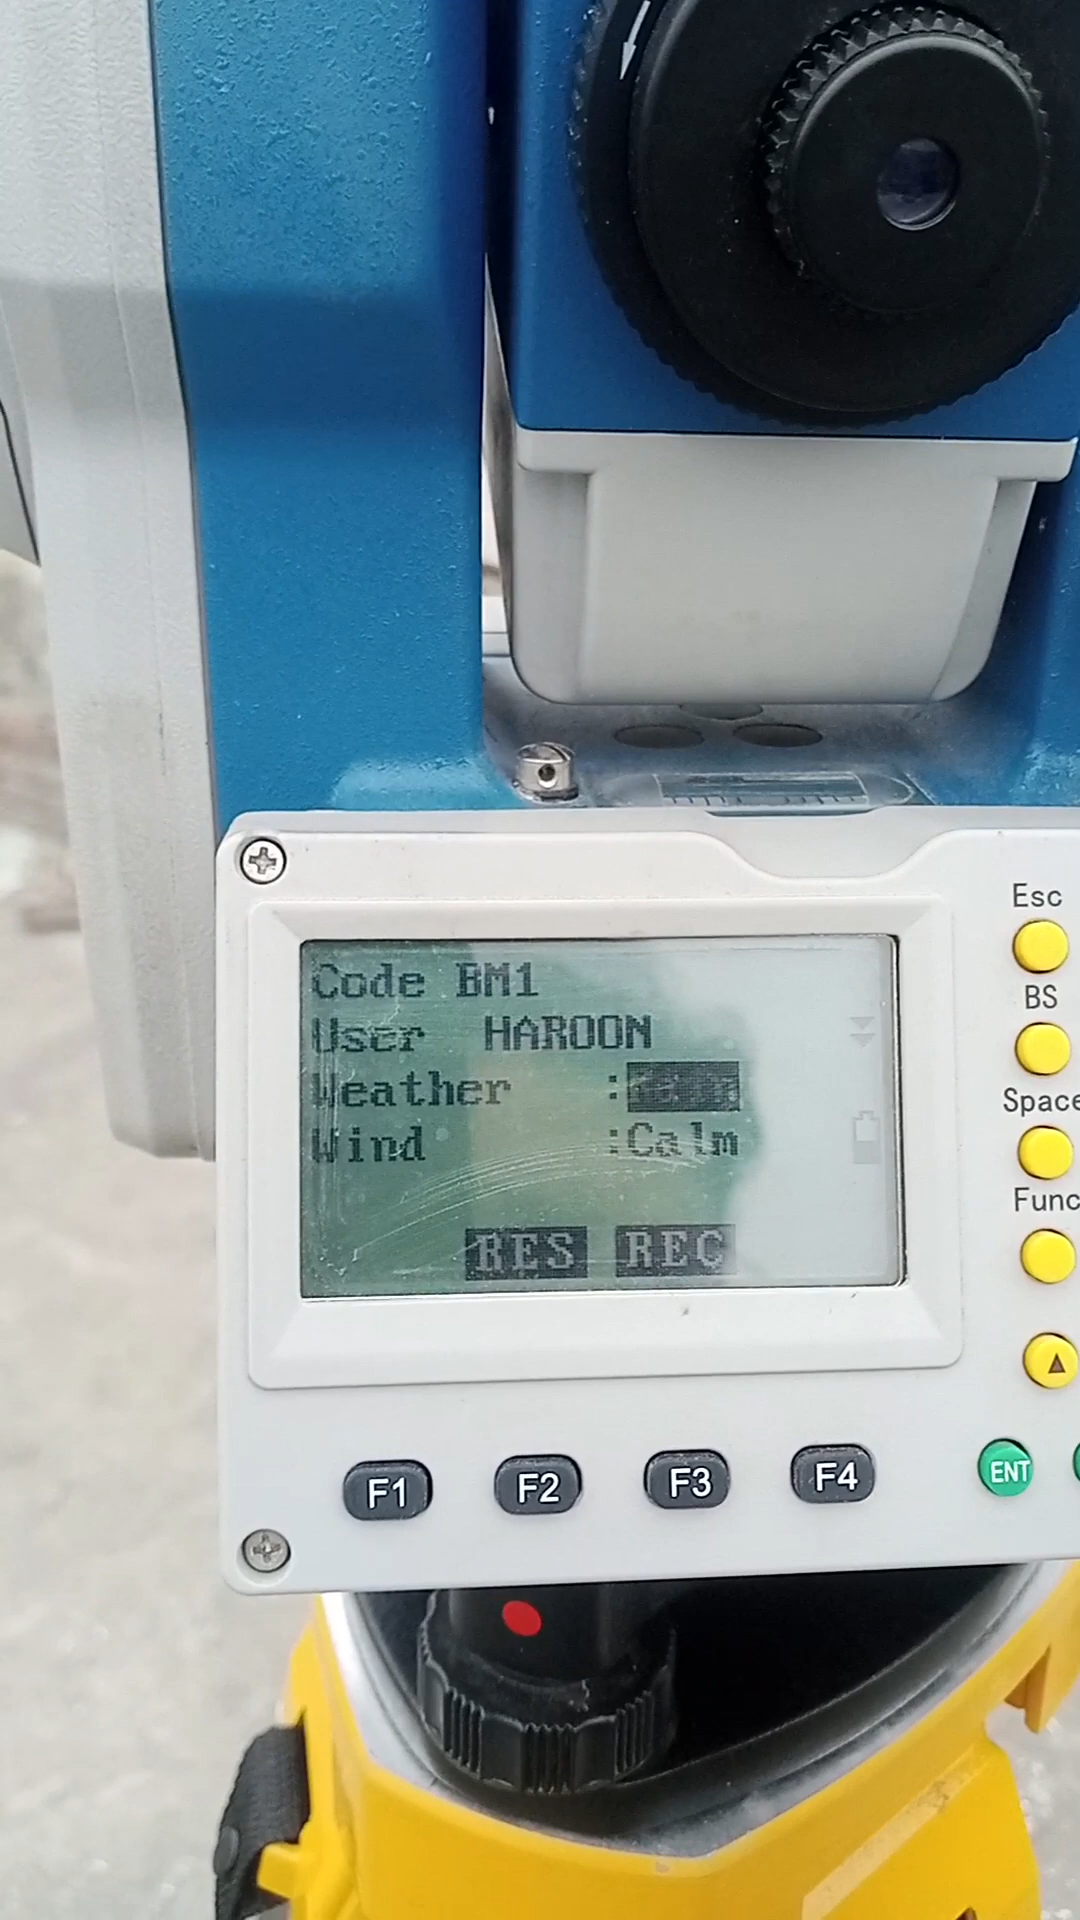 Code BM1
User HAROON
Weather :
Wind :Calm
RES REC
Esc
BS
Space
Func
F1 F2 F3 F4 ENT